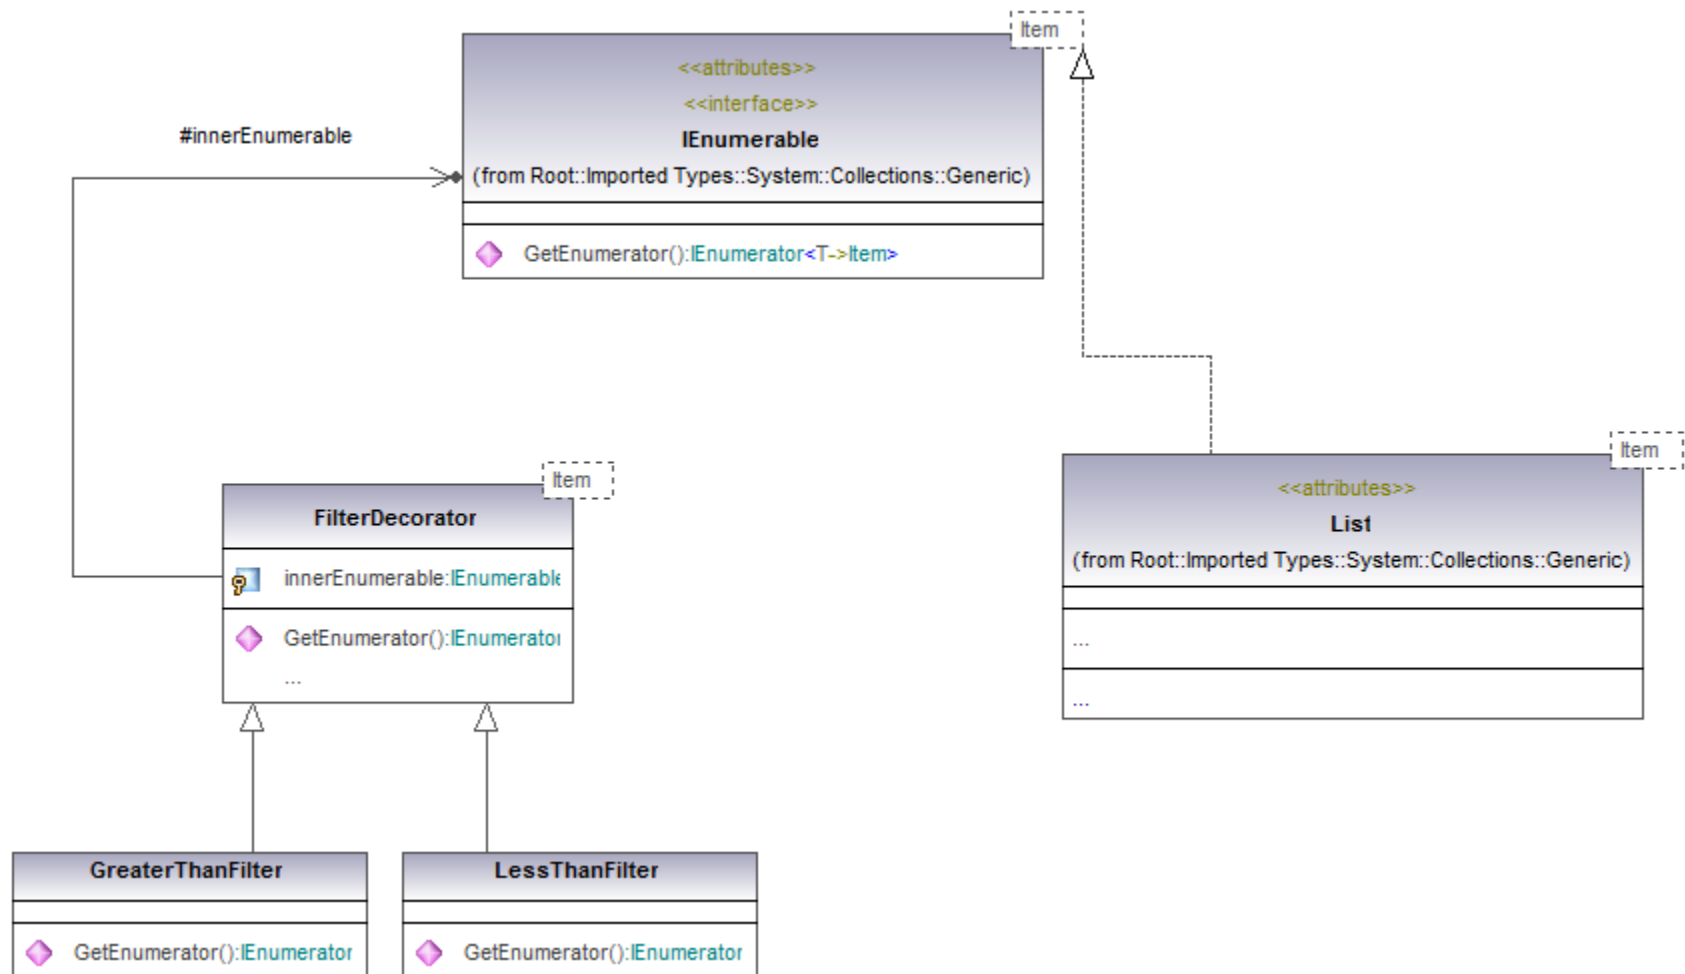 Item
<<attributes>>
<<interface>>
IEnumerable
(from Root::Imported Types::System::Collections::Generic)
GetEnumerator():IEnumerator<T->Item>
#innerEnumerable
Item
FilterDecorator
innerEnumerable:IEnumerable
GetEnumerator():IEnumerator
...
Item
<<attributes>>
List
(from Root::Imported Types::System::Collections::Generic)
...
...
GreaterThanFilter
GetEnumerator():IEnumerator
LessThanFilter
GetEnumerator():IEnumerator